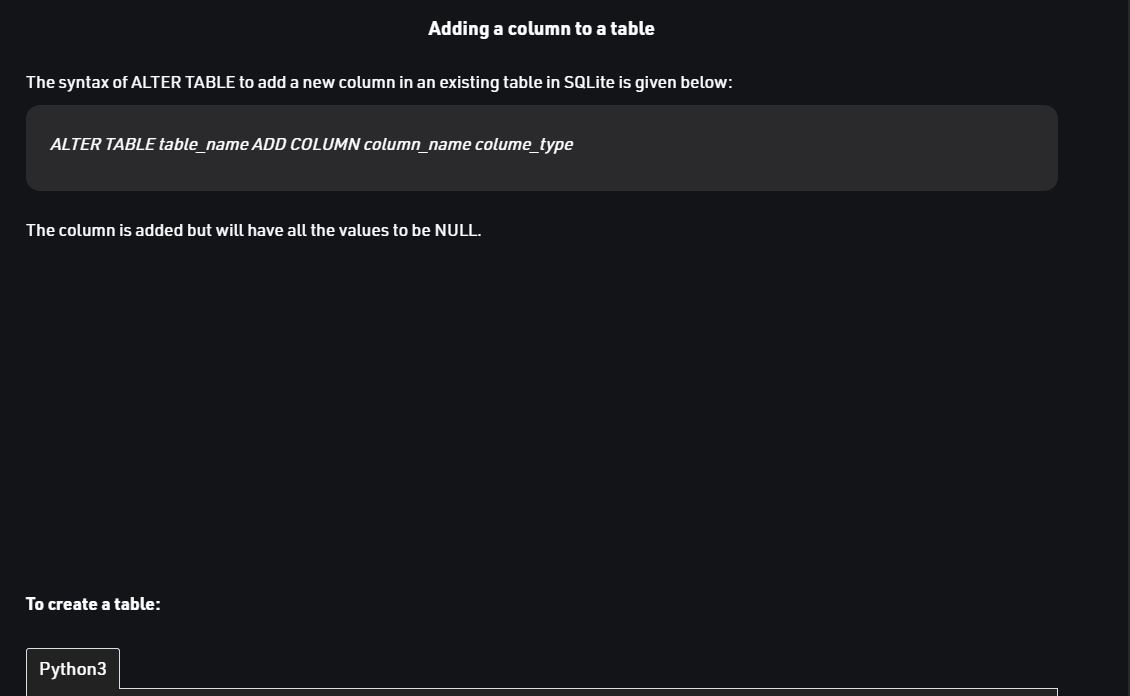 Adding a column to a table
The syntax of ALTER TABLE to add a new column in an existing table in SQLite is given below:
ALTER TABLE table_name ADD COLUMN column_name colume_type
The column is added but will have all the values to be NULL.
To create a table:
Python3